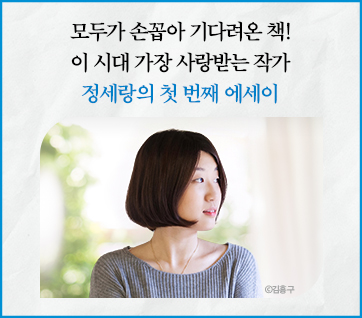 모두가 손꼽아 기다려온 책!
이 시대 가장 사랑받는 작가
정세랑의 첫 번째 에세이
©김흥구